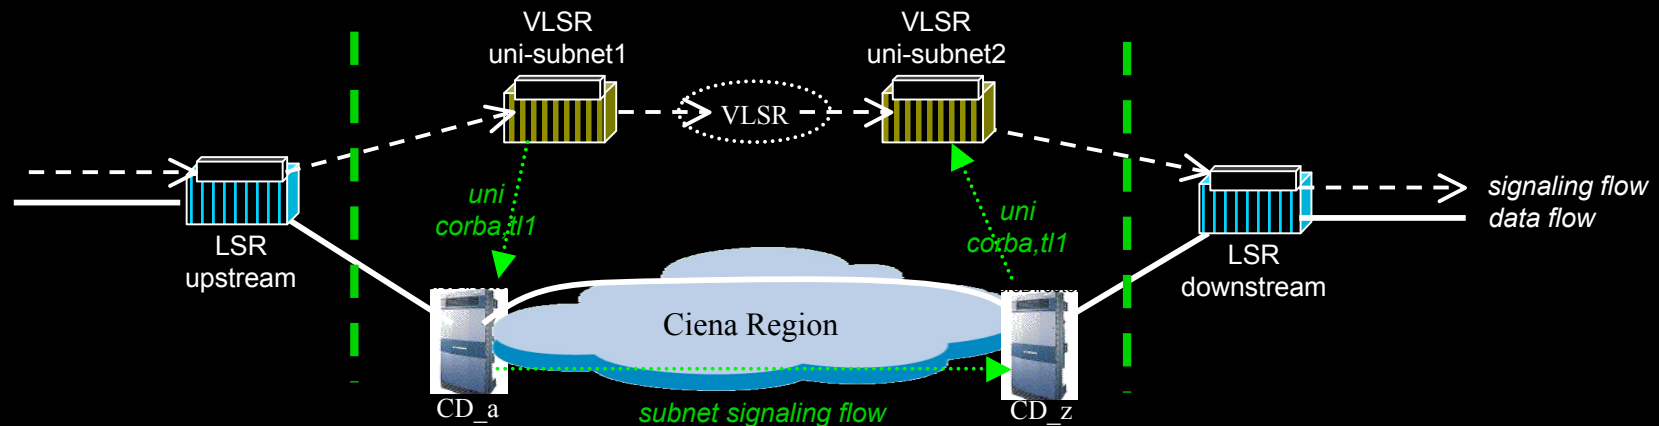 VLSR
uni-subnet1
VLSR
uni-subnet2
VLSR
uni
corba,tl1
uni
corba,tl1
signaling flow
data flow
LSR
upstream
LSR
downstream
Ciena Region
CD_a
subnet signaling flow
CD_z